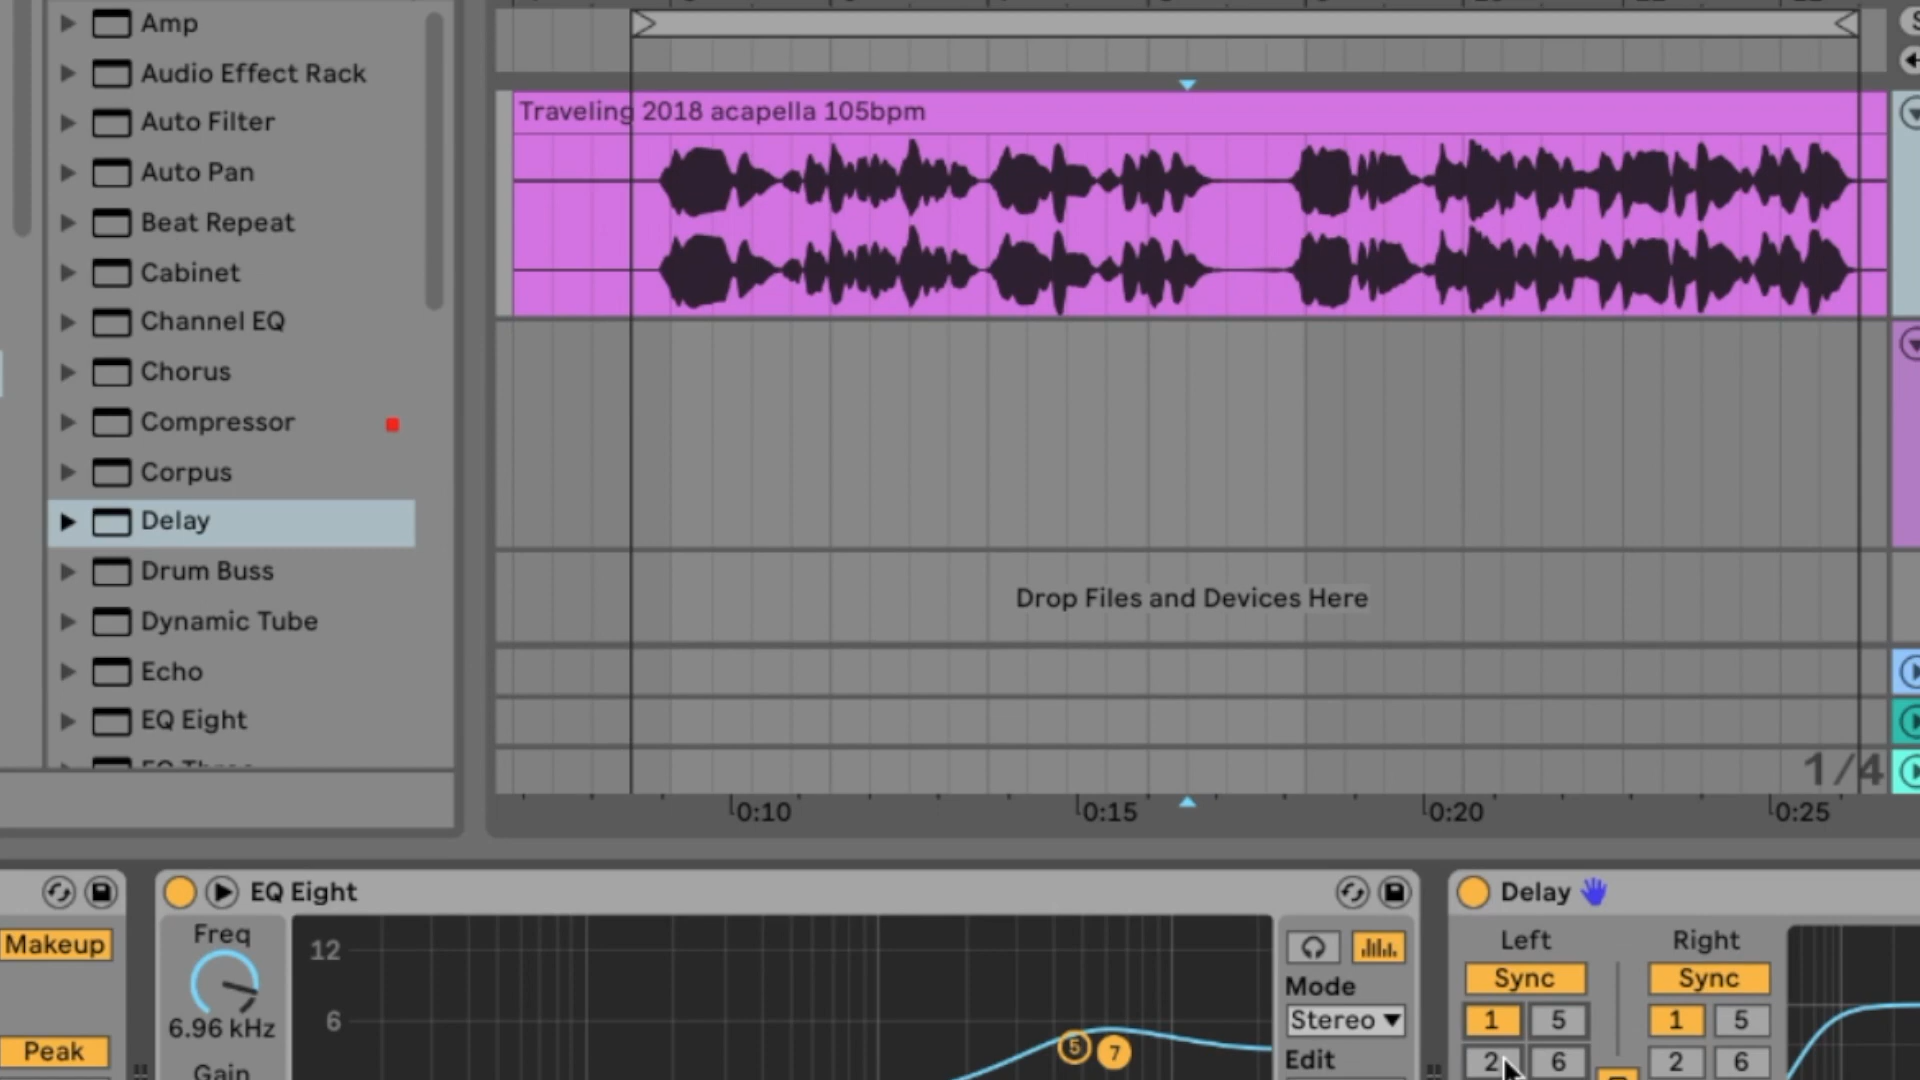 Amp
Audio Effect Rack
Auto Filter
Auto Pan
Beat Repeat
Cabinet
Channel EQ
Chorus
Compressor
Corpus
Delay
Drum Buss
Dynamic Tube
Echo
EQ Eight
Traveling 2018 acapella 105bpm
Drop Files and Devices Here
1/4
0:10
0:15
0:20
0:25
Makeup
Peak
EQ Eight
Freq
6.96 kHz
Gain
12
6
5
7
Mode
Stereo
Edit
Delay
Left
Right
Sync
Sync
1 5
1 5
2 6
2 6